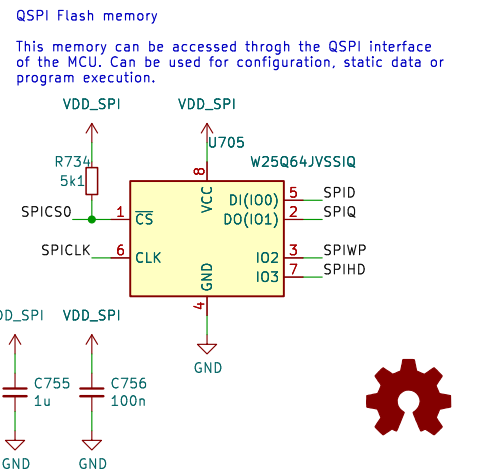 QSPI Flash memory
This memory can be accessed throgh the QSPI interface
of the MCU. Can be used for configuration, static data or
program execution.
VDD_SPI
VDD_SPI
U705
R734
5k1
W25Q64JVSSIQ
8
VCC
SPICS0
1
CS
DI(IO0)
5
SPID
DO(IO1)
2
SPIQ
SPICLK
6
CLK
IO2
3
SPIWP
IO3
7
SPIHD
GND
4
DD_SPI
VDD_SPI
GND
C755
1u
C756
100n
GND
GND